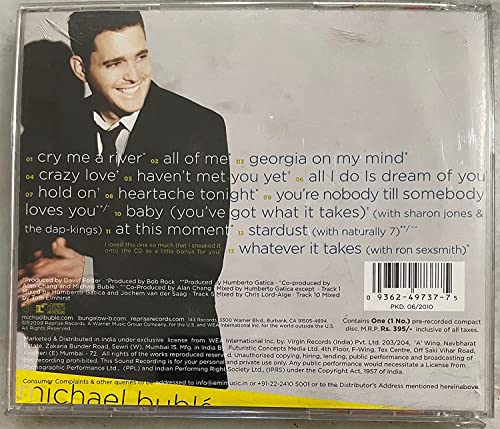 01 cry me a river* 02 all of me* 03 georgia on my mind*
04 crazy love* 05 haven't met you yet* 06 all I do Is dream of you
07 hold on* 08 heartache tonight* 09 you're nobody till somebody
loves you**/* 10 baby (you've got what it takes)* (with sharon jones &
the dap-kings) 11 at this moment* 12 stardust (with naturally 7)**/^^
I loved this one so much that I sneaked it
onto the CD as a little bonus for you! 13 whatever it takes (with ron sexsmith)
*Produced by David Foster *Produced by Bob Rock **Produced by Humberto Gatica *Co-produced by
Alan Chang and Michael Bublé ^^Co-Produced by Alan Chang Mixed by Humberto Gatica except · Track 1
Mixed by Humberto Gatica and Jochem van der Saag · Track 5 Mixed by Chris Lord-Alge · Track 10 Mixed
by Tom Elmhirst
0 9362-49737-7 5
PKD. 06/2010
michaelbuble.com bungalow-b.com repriserecords.com 143 Records 3300 Warner Blvd. Burbank, CA 91505-4694
©2009 Reprise Records, A Warner Music Group Company, for the U.S. and WEA International Inc. for the world outside the U.S.
Contains One (1 No.) pre-recorded compact
disc. M.R.P. Rs. 395/- inclusive of all taxes.
Marketed & Distributed in India under exclusive license from WEA International Inc. by: Virgin Records (India) Pvt. Ltd. 203/204, 'A' Wing, Navbharat
Estate, Zakaria Bunder Road, Sewri (W), Mumbai 15. Mfg. in India By Futuristic Concepts Media Ltd. 4th Floor, F-Wing, Tex Centre, Off Saki Vihar Road,
(E) Mumbai - 72. All rights of the works reproduced reserved. Unauthorised copying, hiring, lending, public performance and broadcasting of
this recording prohibited. This Sound Recording is for personal and private use only. Any public performance would necessitate a License from
Phonographic Performance Ltd., (PPL) and Indian Performing Right Society Ltd., (IPRS) under the Copyright Act, 1957 of India.
Consumer Complaints & other queries to be addressed to info@emimusic.in or +91-22-2410 5001 or to the Distributor's Address mentioned hereinabove.
michael bublé